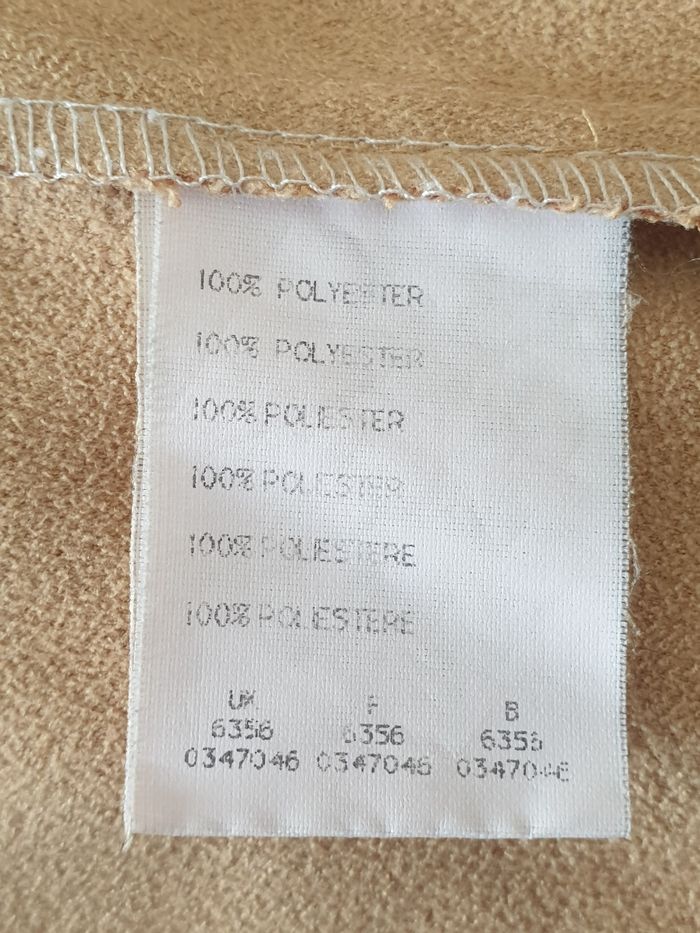 100% POLYESTER
100% POLYESTER
100% POLIESTER
100% POLIESTER
100% POLIESTERE
100% POLIESTERE
UK F B
6356 6356 6356
0347046 0347046 0347046